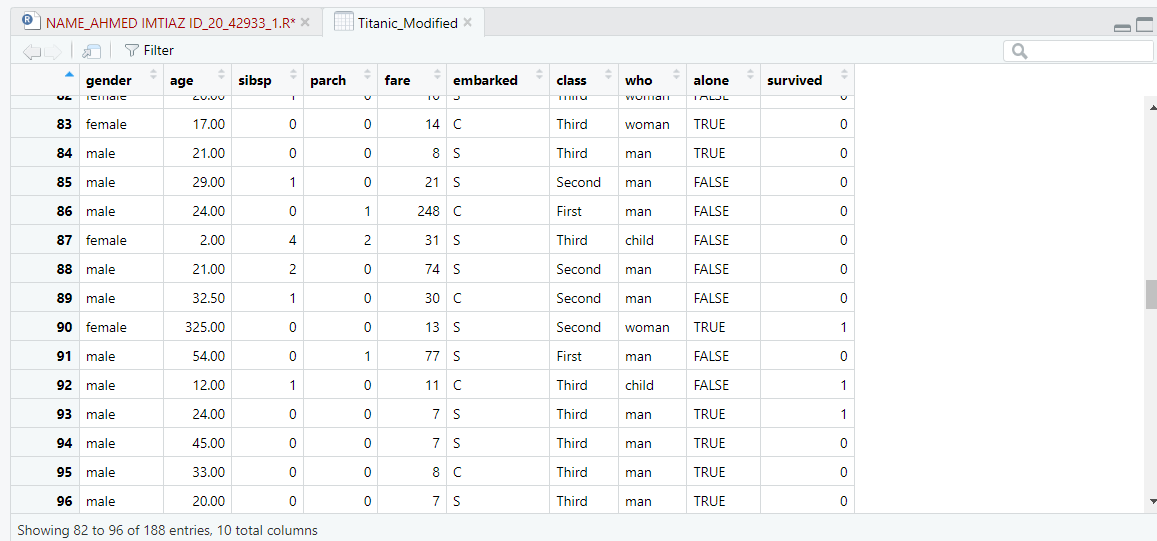 NAME_AHMED IMTIAZ ID_20_42933_1.R* Titanic_Modified
Filter
gender age sibsp parch fare embarked class who alone survived
82 female 26.00 1 0 16 S Third woman FALSE 0
83 female 17.00 0 0 14 C Third woman TRUE 0
84 male 21.00 0 0 8 S Third man TRUE 0
85 male 29.00 1 0 21 S Second man FALSE 0
86 male 24.00 0 1 248 C First man FALSE 0
87 female 2.00 4 2 31 S Third child FALSE 0
88 male 21.00 2 0 74 S Second man FALSE 0
89 male 32.50 1 0 30 C Second man FALSE 0
90 female 325.00 0 0 13 S Second woman TRUE 1
91 male 54.00 0 1 77 S First man FALSE 0
92 male 12.00 1 0 11 C Third child FALSE 1
93 male 24.00 0 0 7 S Third man TRUE 1
94 male 45.00 0 0 7 S Third man TRUE 0
95 male 33.00 0 0 8 C Third man TRUE 0
96 male 20.00 0 0 7 S Third man TRUE 0
Showing 82 to 96 of 188 entries, 10 total columns